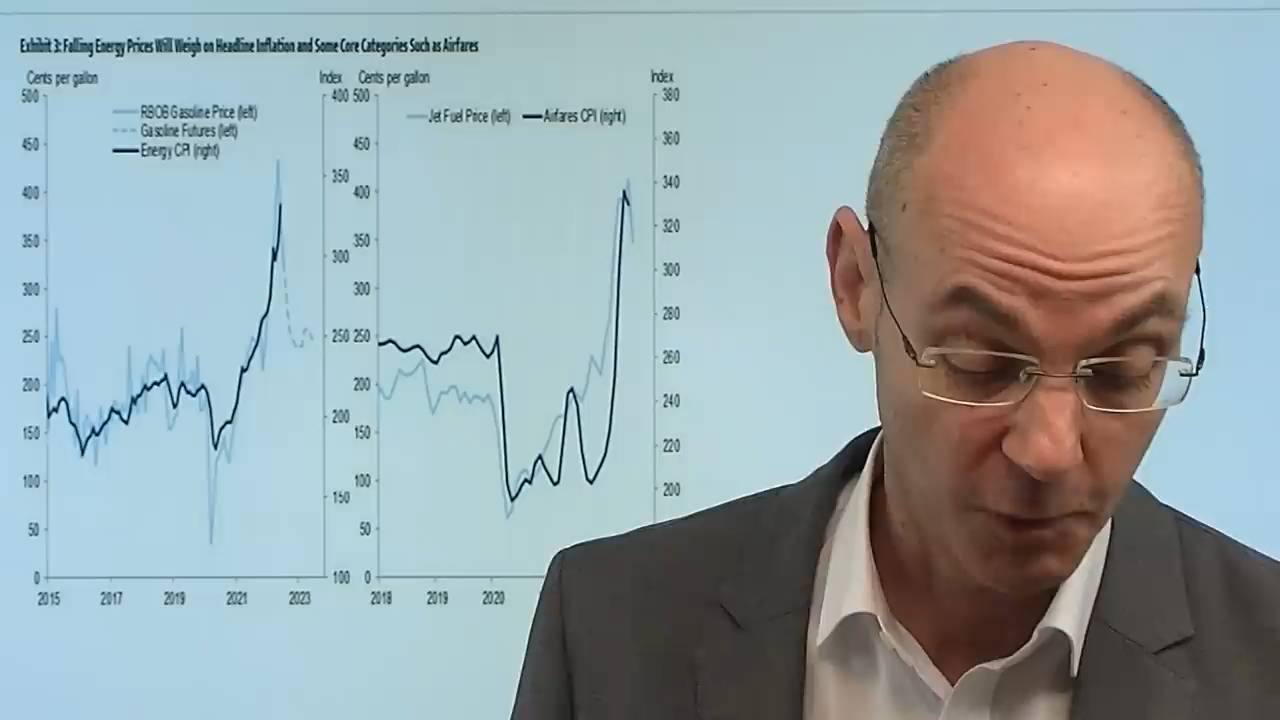 Exhibit 3: Falling Energy Prices Will Weigh on Headline Inflation and Some Core Categories Such as Airfares
Cents per gallon Index Cents per gallon Index
RBOB Gasoline Price (left)
Gasoline Futures (left)
Energy CPI (right)
Jet Fuel Price (left) Airfares CPI (right)
500 400 500 380
450 450 360
400 350 400 340
350 350 320
300 300 300 300
250 250 250 280
200 200 200 260
150 150 150 240
100 100 220
50 50 200
0 100 0
2015 2017 2019 2021 2023 2018 2019 2020